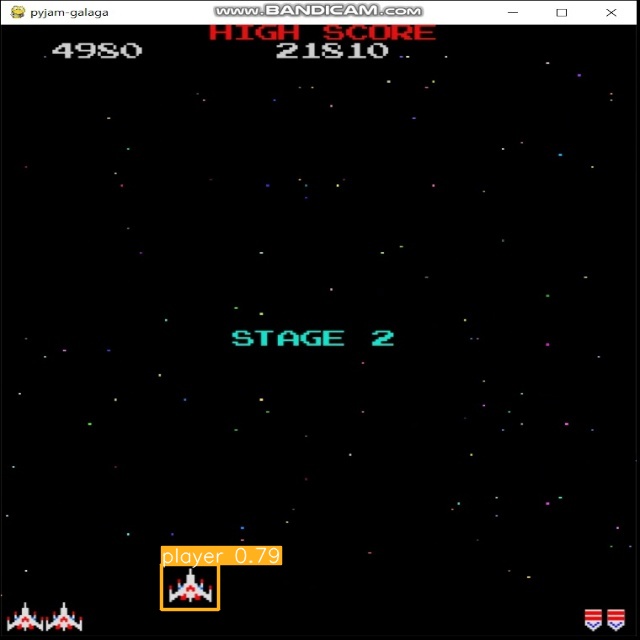 pyjam-galaga
www.BANDICAM.com
HIGH SCORE
4980 21810
STAGE 2
player 0.79